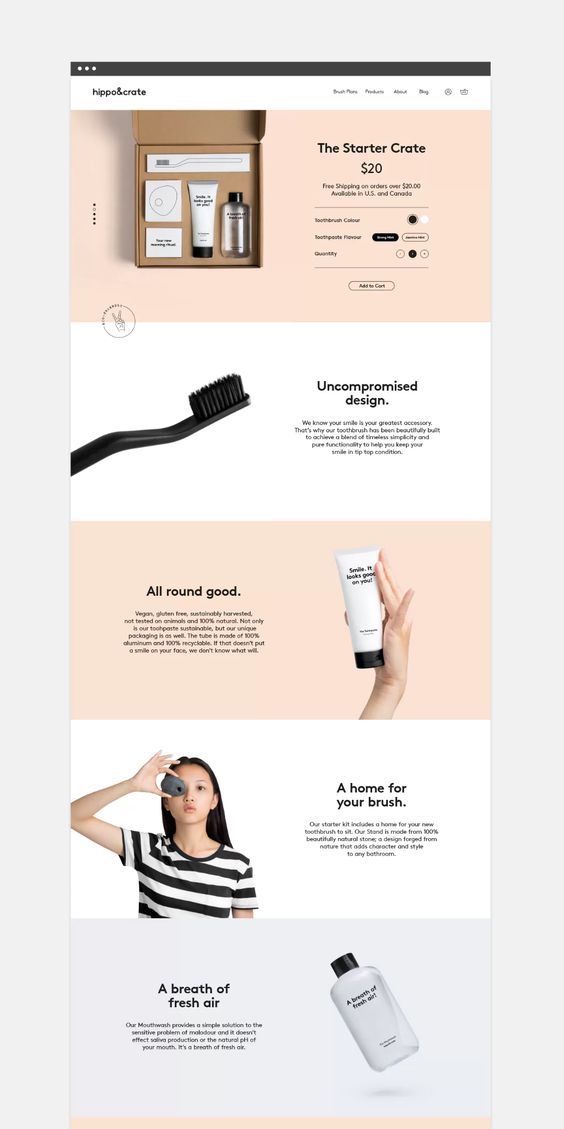 hippo&crate
Brush Plans Products About Blog
The Starter Crate
$20
Free Shipping on orders over $20.00
Available in U.S. and Canada
Toothbrush Colour
Toothpaste Flavour Strong Mint Jasmine Mint
Quantity - 1 +
Add to Cart
Smile. It
looks good
on you!
A breath of
fresh air!
Your new
morning ritual.
Uncompromised
design.
We know your smile is your greatest accessory.
That's why our toothbrush has been beautifully built
to achieve a blend of timeless simplicity and
pure functionality to help you keep your
smile in tip top condition.
All round good.
Vegan, gluten free, sustainably harvested,
not tested on animals and 100% natural. Not only
is our toohpaste sustainable, but our unique
packaging is as well. The tube is made of 100%
aluminum and 100% recyclable. If that doesn't put
a smile on your face, we don't know what will.
Smile. It
looks good
on you!
A home for
your brush.
Our starter kit includes a home for your new
toothbrush to sit. Our Stand is made from 100%
beautifully natural stone; a design forged from
nature that adds character and style
to any bathroom.
A breath of
fresh air
Our Mouthwash provides a simple solution to the
sensitive problem of malodour and it doesn't
effect saliva production or the natural pH of
your mouth. It's a breath of fresh air.
A breath of
fresh air!